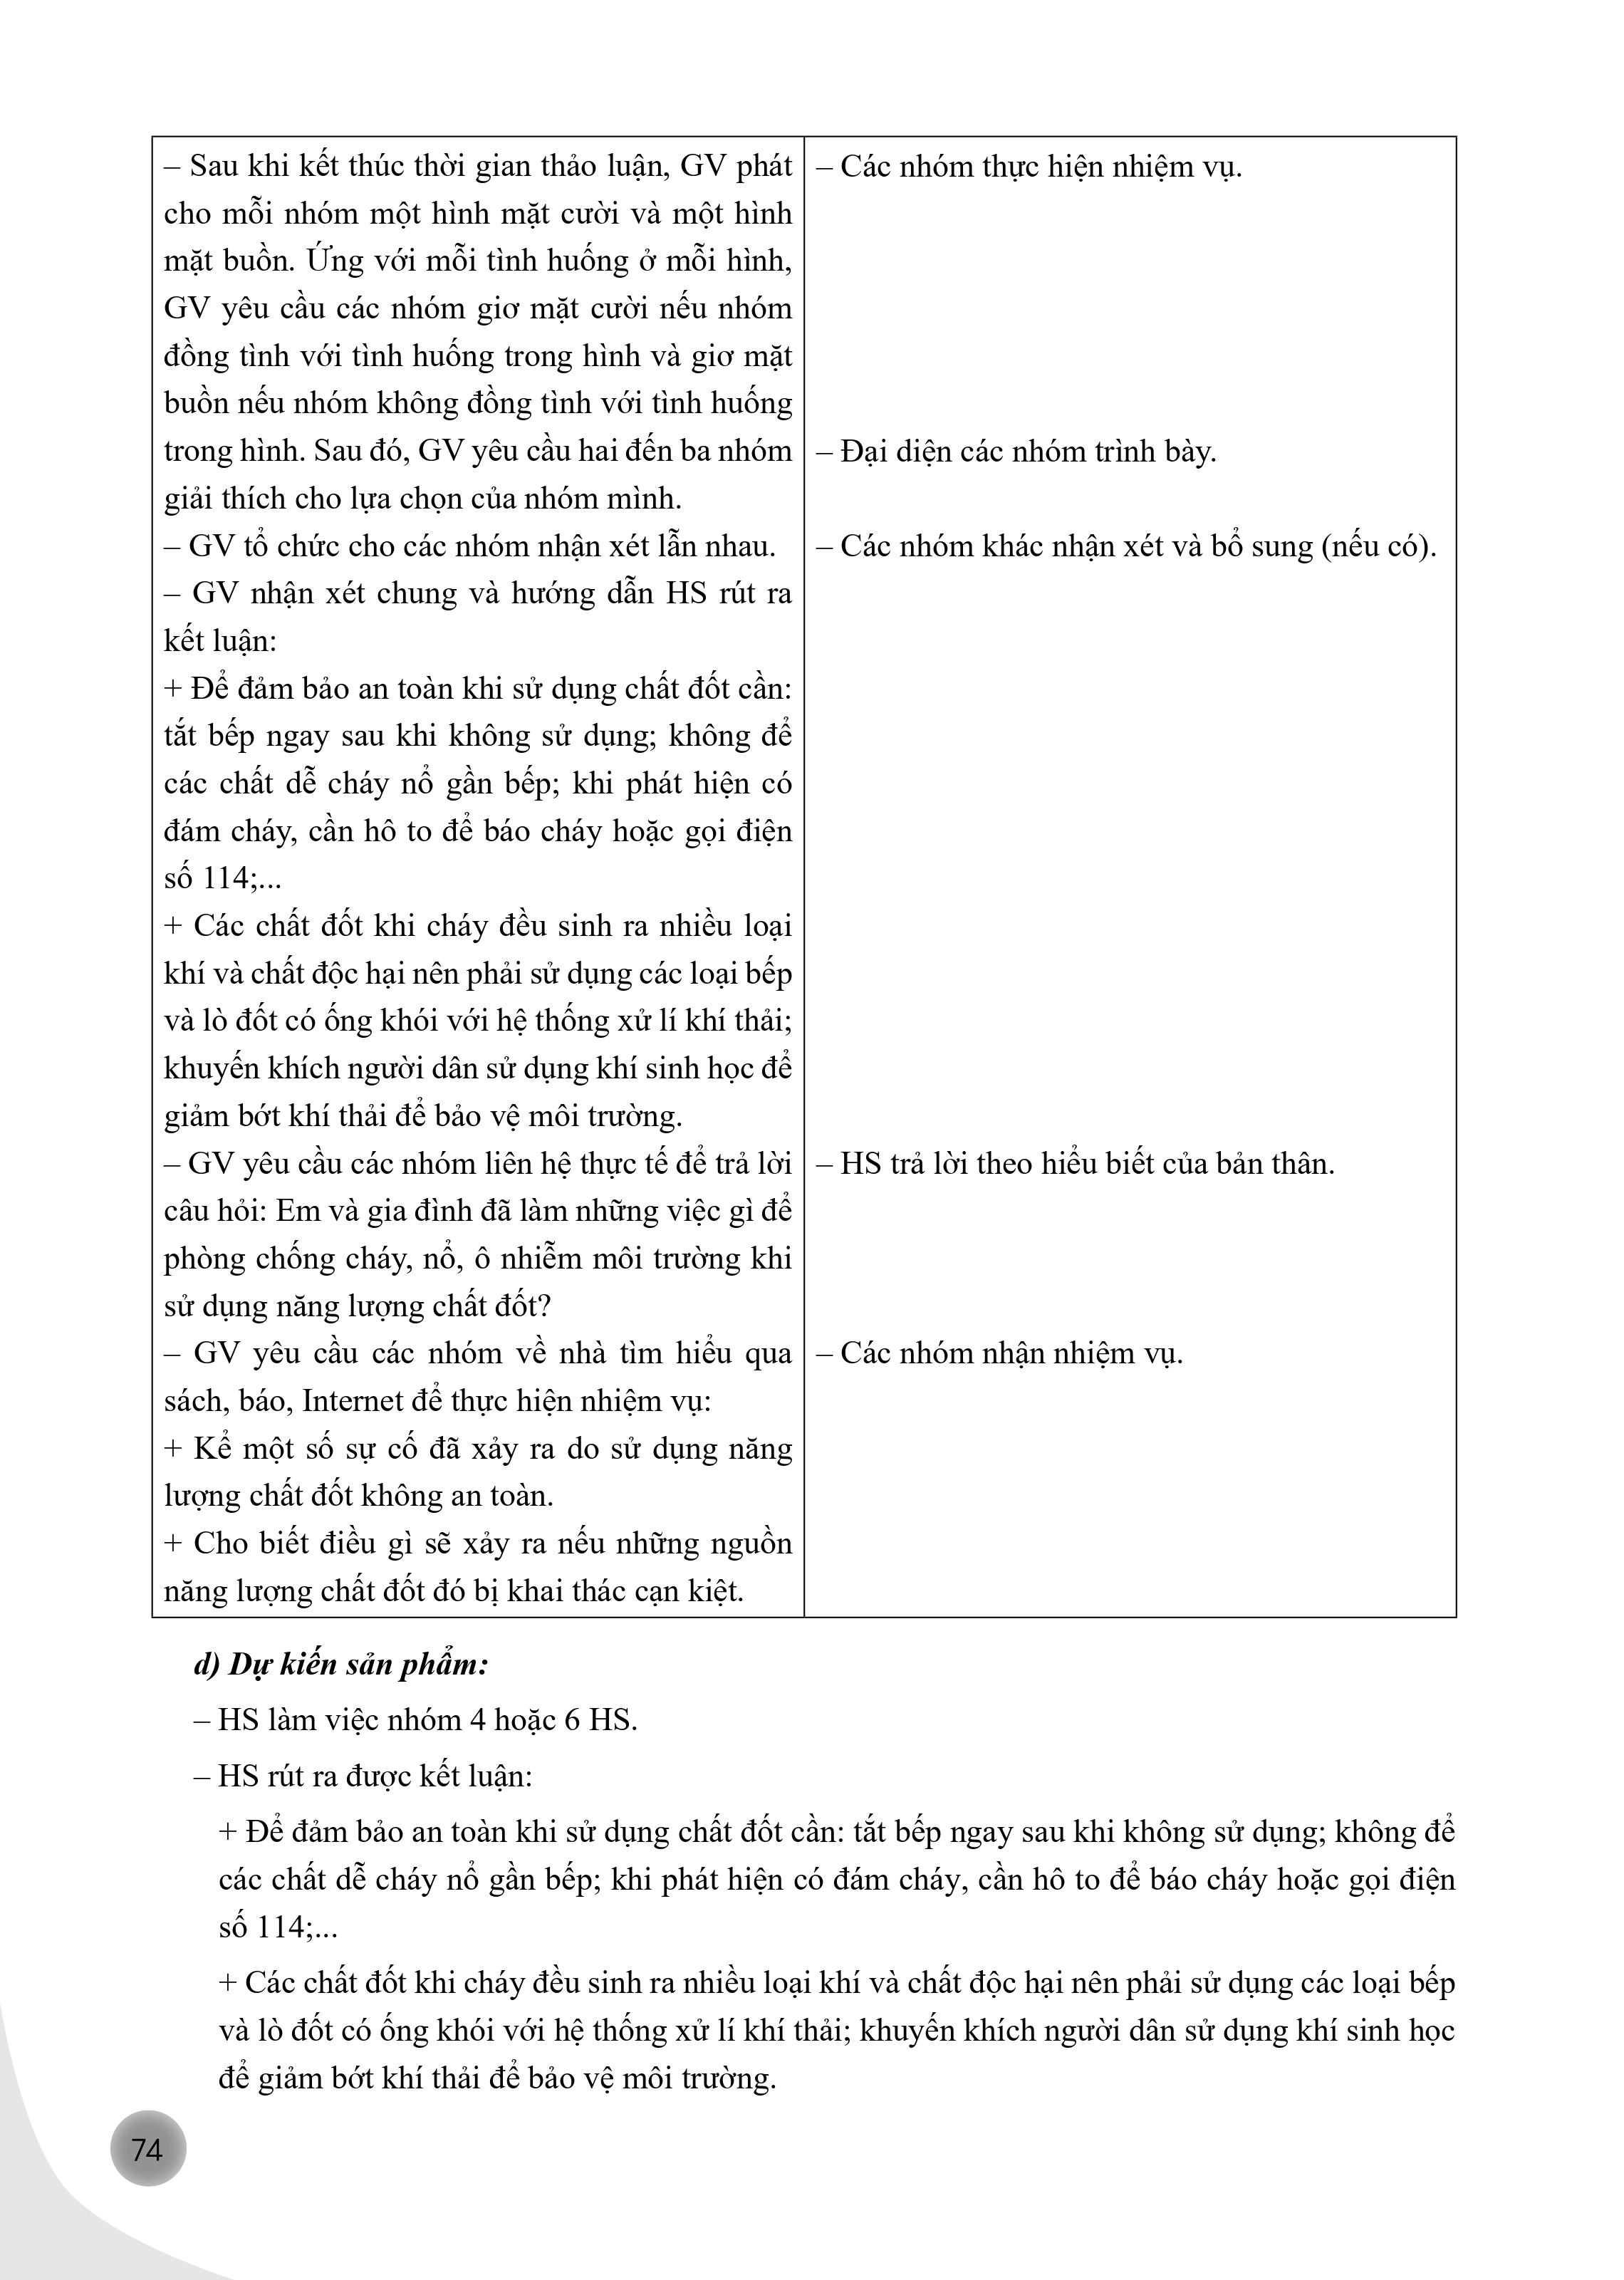 – Sau khi kết thúc thời gian thảo luận, GV phát
cho mỗi nhóm một hình mặt cười và một hình
mặt buồn. Ứng với mỗi tình huống ở mỗi hình,
GV yêu cầu các nhóm giơ mặt cười nếu nhóm
đồng tình với tình huống trong hình và giơ mặt
buồn nếu nhóm không đồng tình với tình huống
trong hình. Sau đó, GV yêu cầu hai đến ba nhóm
giải thích cho lựa chọn của nhóm mình.
– GV tổ chức cho các nhóm nhận xét lẫn nhau.
– GV nhận xét chung và hướng dẫn HS rút ra
kết luận:
+ Để đảm bảo an toàn khi sử dụng chất đốt cần:
tắt bếp ngay sau khi không sử dụng; không để
các chất dễ cháy nổ gần bếp; khi phát hiện có
đám cháy, cần hô to để báo cháy hoặc gọi điện
số 114;...
+ Các chất đốt khi cháy đều sinh ra nhiều loại
khí và chất độc hại nên phải sử dụng các loại bếp
và lò đốt có ống khói với hệ thống xử lí khí thải;
khuyến khích người dân sử dụng khí sinh học để
giảm bớt khí thải để bảo vệ môi trường.
– GV yêu cầu các nhóm liên hệ thực tế để trả lời
câu hỏi: Em và gia đình đã làm những việc gì để
phòng chống cháy, nổ, ô nhiễm môi trường khi
sử dụng năng lượng chất đốt?
– GV yêu cầu các nhóm về nhà tìm hiểu qua
sách, báo, Internet để thực hiện nhiệm vụ:
+ Kể một số sự cố đã xảy ra do sử dụng năng
lượng chất đốt không an toàn.
+ Cho biết điều gì sẽ xảy ra nếu những nguồn
năng lượng chất đốt đó bị khai thác cạn kiệt.
– Các nhóm thực hiện nhiệm vụ.
– Đại diện các nhóm trình bày.
– Các nhóm khác nhận xét và bổ sung (nếu có).
– HS trả lời theo hiểu biết của bản thân.
– Các nhóm nhận nhiệm vụ.
d) Dự kiến sản phẩm:
– HS làm việc nhóm 4 hoặc 6 HS.
– HS rút ra được kết luận:
+ Để đảm bảo an toàn khi sử dụng chất đốt cần: tắt bếp ngay sau khi không sử dụng; không để
các chất dễ cháy nổ gần bếp; khi phát hiện có đám cháy, cần hô to để báo cháy hoặc gọi điện
số 114;...
+ Các chất đốt khi cháy đều sinh ra nhiều loại khí và chất độc hại nên phải sử dụng các loại bếp
và lò đốt có ống khói với hệ thống xử lí khí thải; khuyến khích người dân sử dụng khí sinh học
để giảm bớt khí thải để bảo vệ môi trường.
74